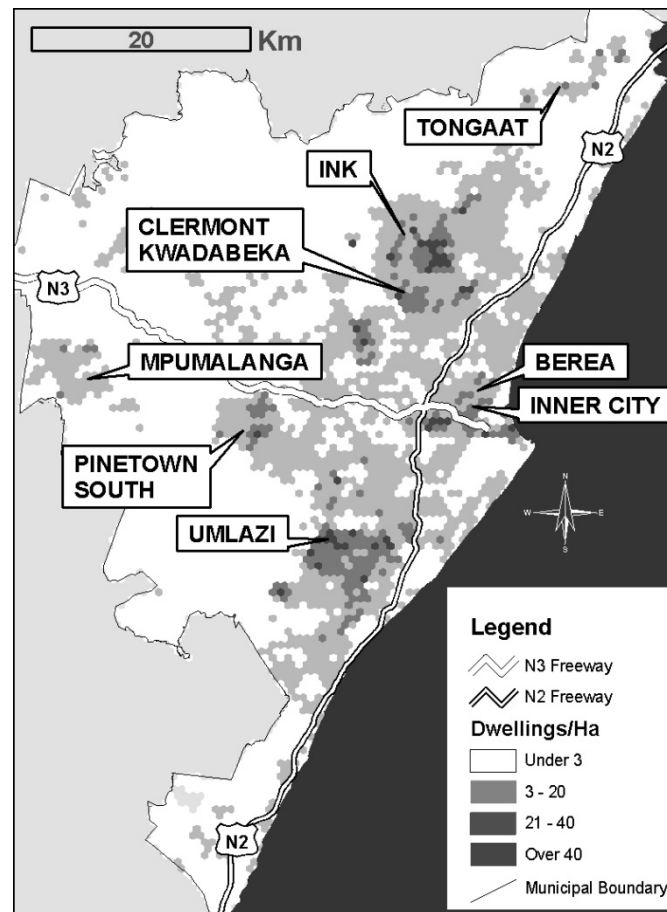 20 Km
TONGAAT
N2
INK
CLERMONT
KWADABEKA
N3
MPUMALANGA
BEREA
INNER CITY
PINETOWN
SOUTH
UMLAZI
N
W E
S
Legend
N3 Freeway
N2 Freeway
Dwellings/Ha
Under 3
3 - 20
21 - 40
Over 40
Municipal Boundary
N2